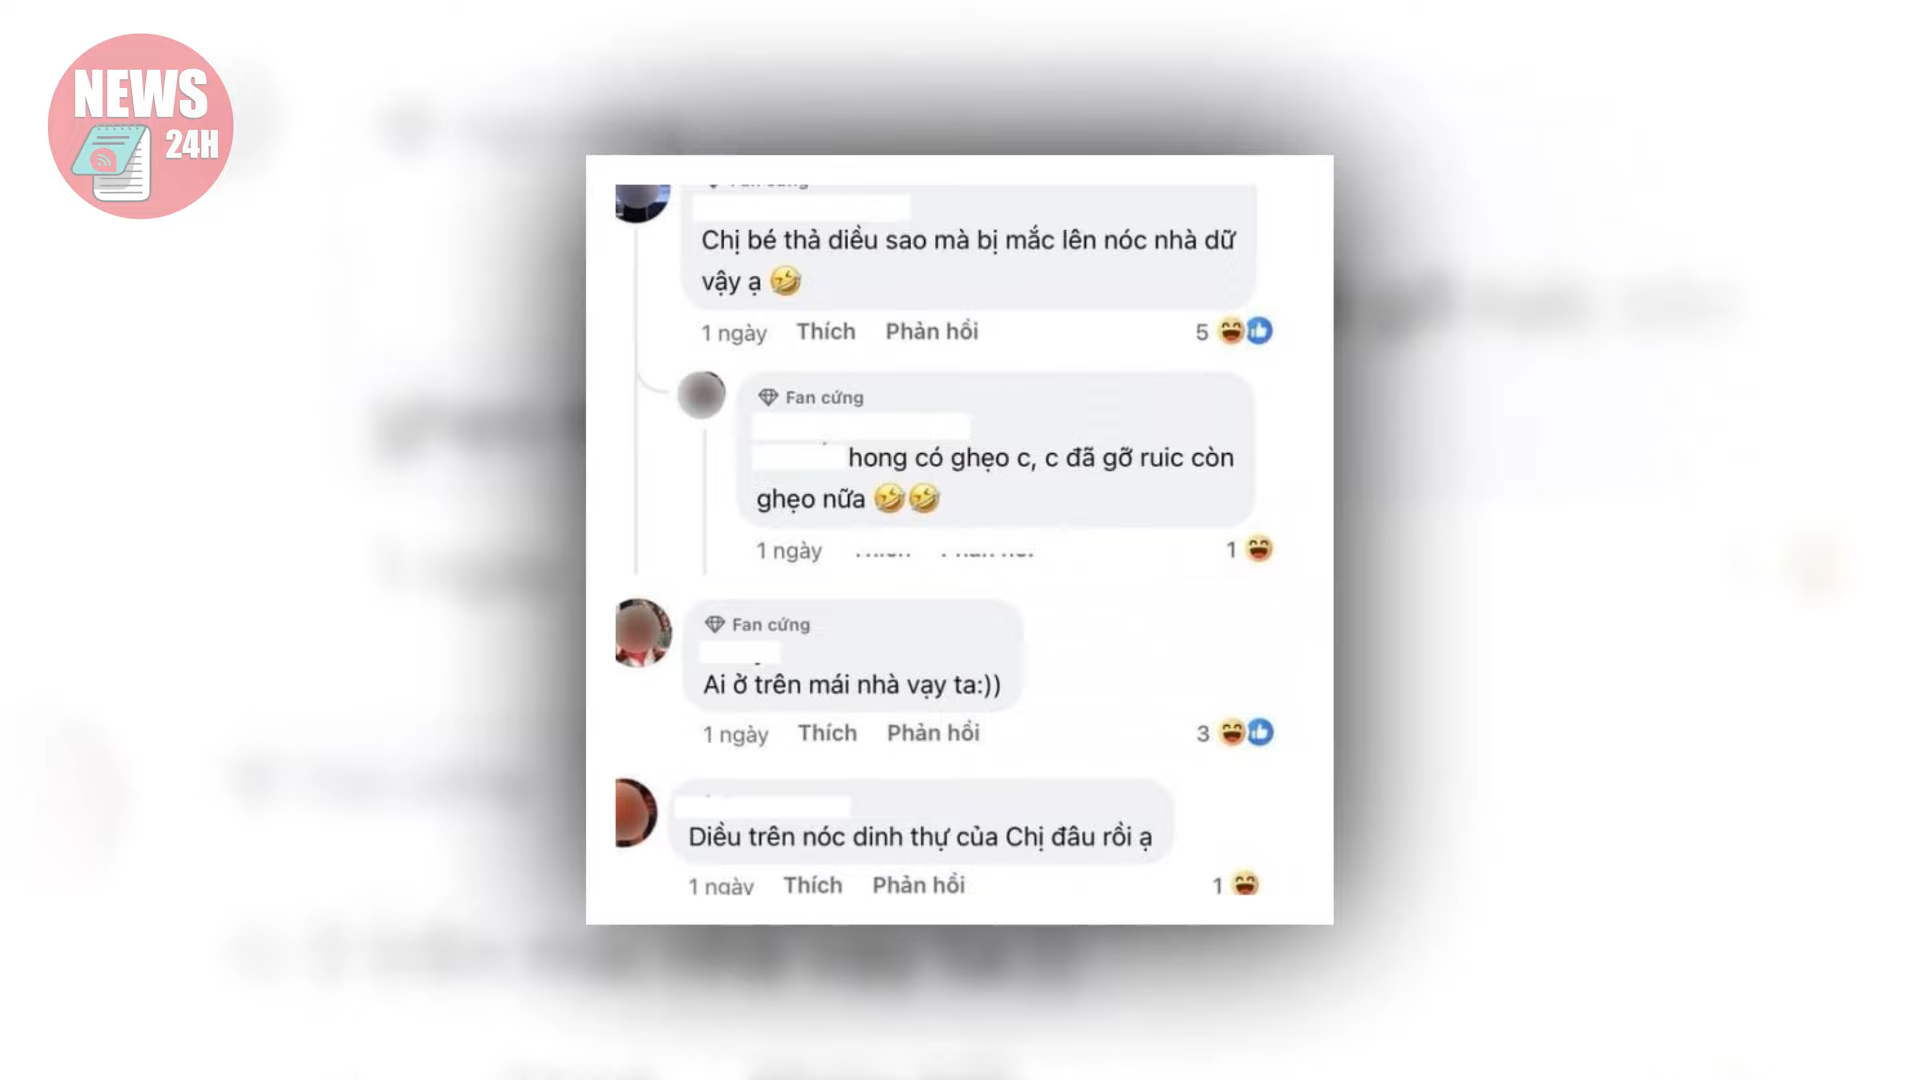 NEWS
24H
Chị bé thả diều sao mà bị mắc lên nóc nhà dữ
vậy ạ 🤣
1 ngày Thích Phản hồi 5
Fan cứng
hong có ghẹo c, c đã gỡ ruic còn
ghẹo nữa 🤣🤣
1 ngày 1
Fan cứng
Ai ở trên mái nhà vạy ta:))
1 ngày Thích Phản hồi 3
Diều trên nóc dinh thự của Chị đâu rồi ạ
1 ngày Thích Phản hồi 1